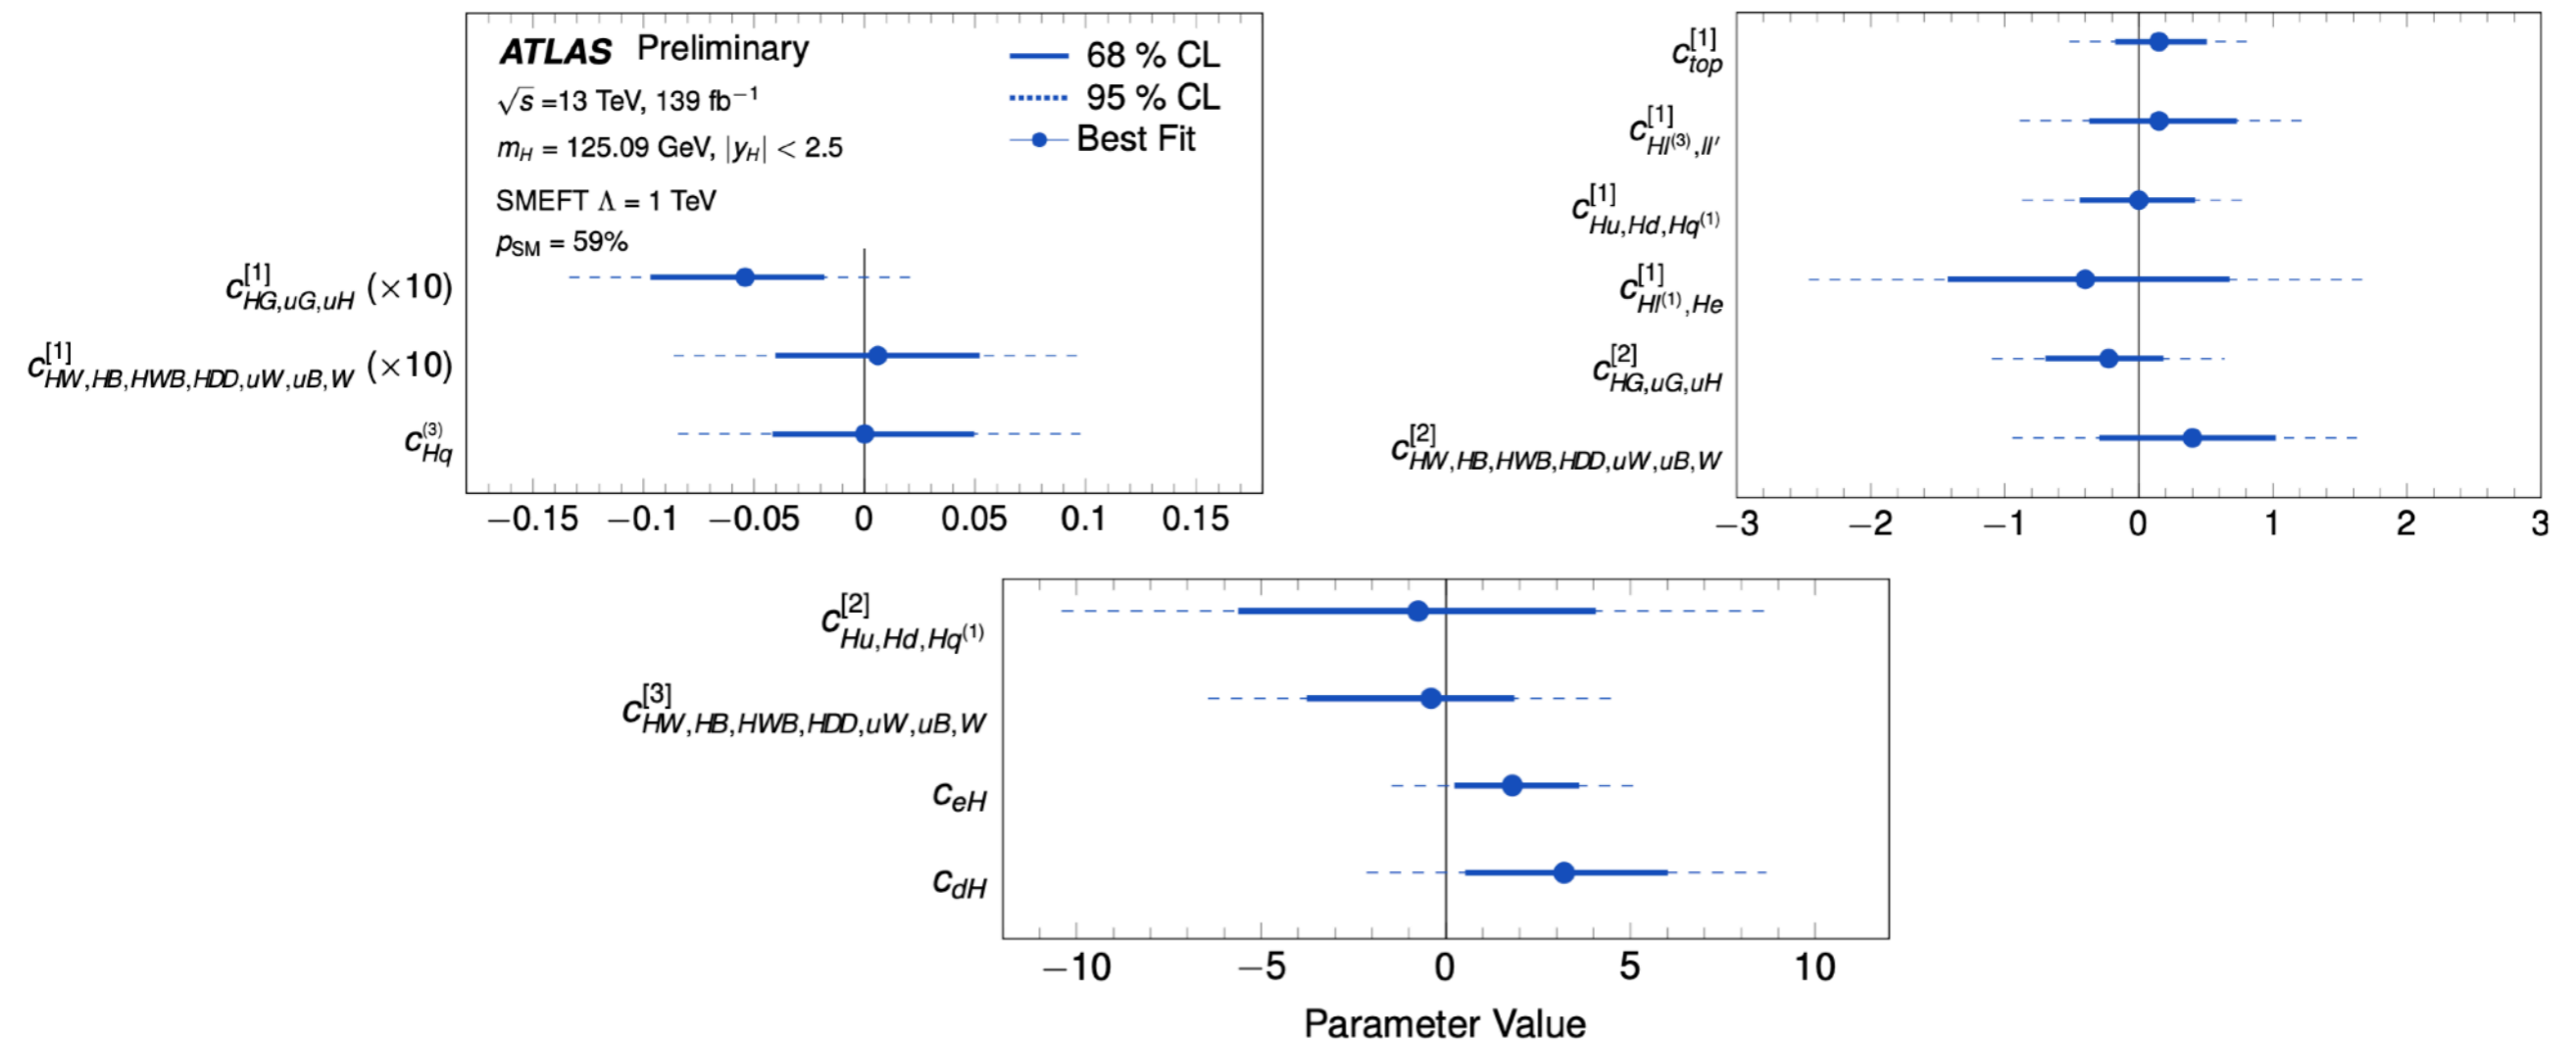 ATLAS Preliminary
√s =13 TeV, 139 fb⁻¹
m_H = 125.09 GeV, |y_H| < 2.5
SMEFT Λ = 1 TeV
p_SM = 59%
68 % CL
95 % CL
Best Fit
c^[1]_HG,uG,uH (×10)
c^[1]_HW,HB,HWB,HDD,uW,uB,W (×10)
c^(3)_Hq
−0.15 −0.1 −0.05 0 0.05 0.1 0.15
c^[1]_top
c^[1]_Hl⁽³⁾,ll′
c^[1]_Hu,Hd,Hq⁽¹⁾
c^[1]_Hl⁽¹⁾,He
c^[2]_HG,uG,uH
c^[2]_HW,HB,HWB,HDD,uW,uB,W
−3 −2 −1 0 1 2 3
c^[2]_Hu,Hd,Hq⁽¹⁾
c^[3]_HW,HB,HWB,HDD,uW,uB,W
c_eH
c_dH
−10 −5 0 5 10
Parameter Value